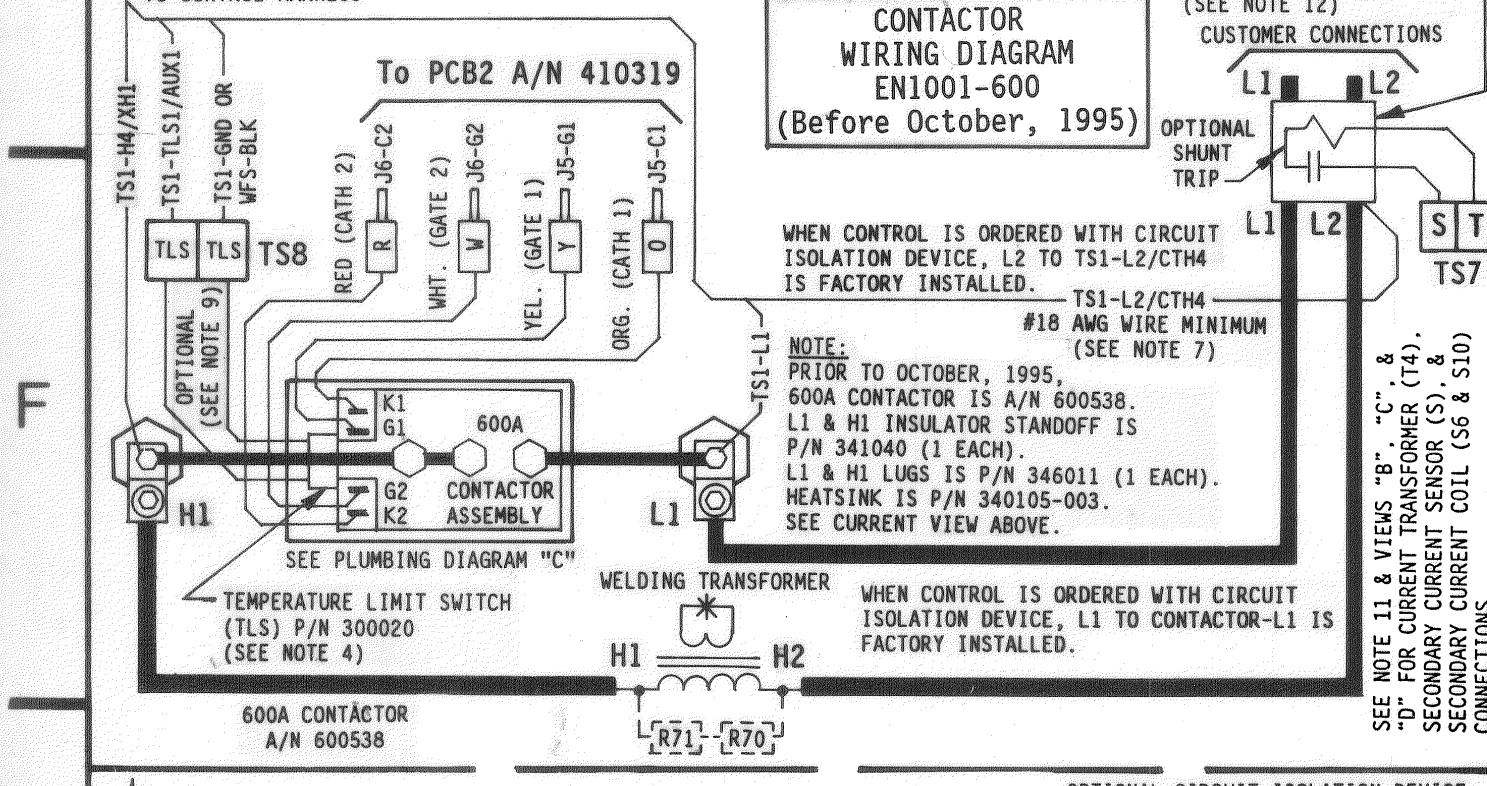 (SEE NOTE 12)
CONTACTOR
WIRING DIAGRAM
EN1001-600
(Before October, 1995)
CUSTOMER CONNECTIONS
L1
L2
To PCB2 A/N 410319
TS1-H4/XH1
TS1-TLS1/AUX1
TS1-GND OR
WFS-BLK
RED (CATH 2)
J6-C2
R
WHT. (GATE 2)
J6-G2
W
YEL. (GATE 1)
J5-G1
Y
ORG. (CATH 1)
J5-C1
O
OPTIONAL
SHUNT
TRIP
L1
L2
S
T
TS7
TLS
TLS
TS8
OPTIONAL
(SEE NOTE 9)
WHEN CONTROL IS ORDERED WITH CIRCUIT
ISOLATION DEVICE, L2 TO TS1-L2/CTH4
IS FACTORY INSTALLED.
TS1-L2/CTH4
#18 AWG WIRE MINIMUM
(SEE NOTE 7)
TS1-L1
NOTE:
PRIOR TO OCTOBER, 1995,
600A CONTACTOR IS A/N 600538.
L1 & H1 INSULATOR STANDOFF IS
P/N 341040 (1 EACH).
L1 & H1 LUGS IS P/N 346011 (1 EACH).
HEATSINK IS P/N 340105-003.
SEE CURRENT VIEW ABOVE.
F
K1
G1
600A
G2
K2
CONTACTOR
ASSEMBLY
H1
L1
SEE PLUMBING DIAGRAM "C"
TEMPERATURE LIMIT SWITCH
(TLS) P/N 300020
(SEE NOTE 4)
WELDING TRANSFORMER
H1
H2
WHEN CONTROL IS ORDERED WITH CIRCUIT
ISOLATION DEVICE, L1 TO CONTACTOR-L1 IS
FACTORY INSTALLED.
600A CONTACTOR
A/N 600538
R71
R70
SEE NOTE 11 & VIEWS "B", "C", &
"D" FOR CURRENT TRANSFORMER (T4),
SECONDARY CURRENT SENSOR (S), &
SECONDARY CURRENT COIL (S6 & S10)
CONNECTIONS